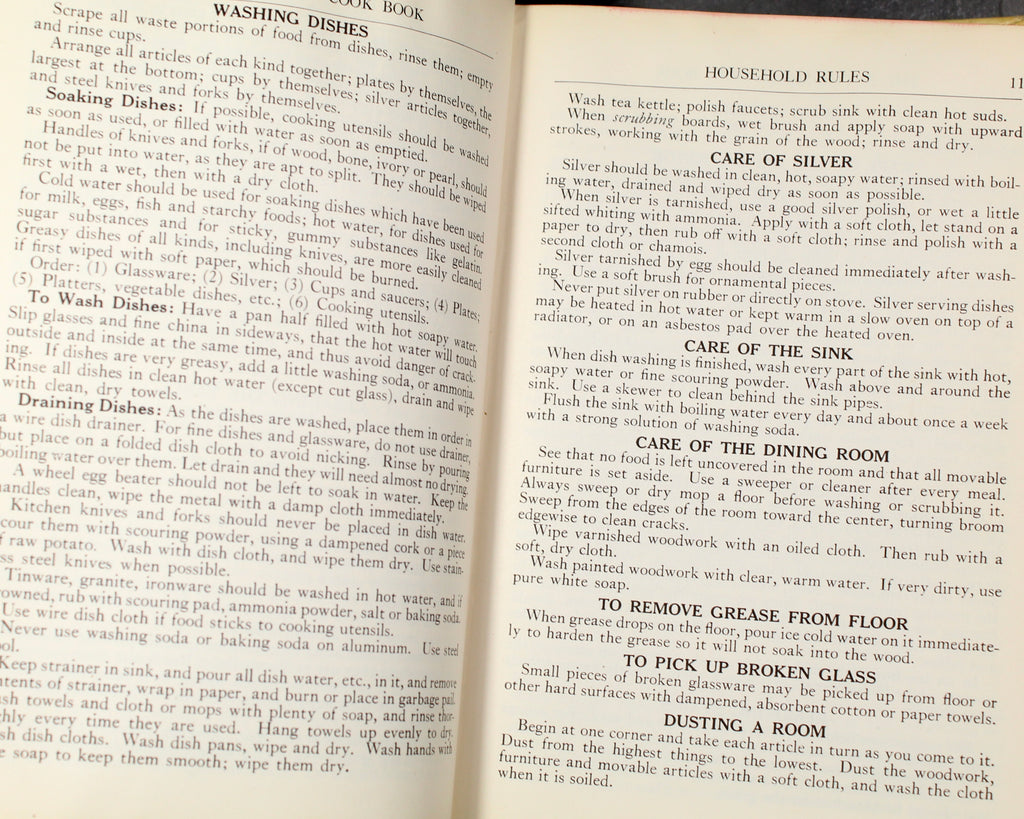 COOK BOOK
WASHING DISHES
Scrape all waste portions of food from dishes, rinse them; empty
and rinse cups.
Arrange all articles of each kind together; plates by themselves, the
largest at the bottom; cups by themselves; silver articles together,
and steel knives and forks by themselves.
Soaking Dishes: If possible, cooking utensils should be washed
as soon as used, or filled with water as soon as emptied.
Handles of knives and forks, if of wood, bone, ivory or pearl, should
not be put into water, as they are apt to split. They should be wiped
first with a wet, then with a dry cloth.
Cold water should be used for soaking dishes which have been used
for milk, eggs, fish and starchy foods; hot water, for dishes used for
sugar substances and for sticky, gummy substances like gelatin.
Greasy dishes of all kinds, including knives, are more easily cleaned
if first wiped with soft paper, which should be burned.
Order: (1) Glassware; (2) Silver; (3) Cups and saucers; (4) Plates;
(5) Platters, vegetable dishes, etc.; (6) Cooking utensils.
To Wash Dishes: Have a pan half filled with hot soapy water.
Slip glasses and fine china in sideways, that the hot water will touch
outside and inside at the same time, and thus avoid danger of crack-
ing. If dishes are very greasy, add a little washing soda, or ammonia.
Rinse all dishes in clean hot water (except cut glass), drain and wipe
with clean, dry towels.
Draining Dishes: As the dishes are washed, place them in order in
a wire dish drainer. For fine dishes and glassware, do not use drainer,
but place on a folded dish cloth to avoid nicking. Rinse by pouring
boiling water over them. Let drain and they will need almost no drying.
A wheel egg beater should not be left to soak in water. Keep the
handles clean, wipe the metal with a damp cloth immediately.
Kitchen knives and forks should never be placed in dish water.
cour them with scouring powder, using a dampened cork or a piece
f raw potato. Wash with dish cloth, and wipe them dry. Use stain-
ss steel knives when possible.
Tinware, granite, ironware should be washed in hot water, and if
owned, rub with scouring pad, ammonia powder, salt or baking soda.
Use wire dish cloth if food sticks to cooking utensils.
Never use washing soda or baking soda on aluminum. Use steel
ool.
Keep strainer in sink, and pour all dish water, etc., in it, and remove
ntents of strainer, wrap in paper, and burn or place in garbage pail.
sh towels and cloth or mops with plenty of soap, and rinse thor-
ghly every time they are used. Hang towels up evenly to dry.
sh dish cloths. Wash dish pans, wipe and dry. Wash hands with
e soap to keep them smooth; wipe them dry.
HOUSEHOLD RULES 11
Wash tea kettle; polish faucets; scrub sink with clean hot suds.
When scrubbing boards, wet brush and apply soap with upward
strokes, working with the grain of the wood; rinse and dry.
CARE OF SILVER
Silver should be washed in clean, hot, soapy water; rinsed with boil-
ing water, drained and wiped dry as soon as possible.
When silver is tarnished, use a good silver polish, or wet a little
sifted whiting with ammonia. Apply with a soft cloth, let stand on a
paper to dry, then rub off with a soft cloth; rinse and polish with a
second cloth or chamois.
Silver tarnished by egg should be cleaned immediately after wash-
ing. Use a soft brush for ornamental pieces.
Never put silver on rubber or directly on stove. Silver serving dishes
may be heated in hot water or kept warm in a slow oven on top of a
radiator, or on an asbestos pad over the heated oven.
CARE OF THE SINK
When dish washing is finished, wash every part of the sink with hot,
soapy water or fine scouring powder. Wash above and around the
sink. Use a skewer to clean behind the sink pipes.
Flush the sink with boiling water every day and about once a week
with a strong solution of washing soda.
CARE OF THE DINING ROOM
See that no food is left uncovered in the room and that all movable
furniture is set aside. Use a sweeper or cleaner after every meal.
Always sweep or dry mop a floor before washing or scrubbing it.
Sweep from the edges of the room toward the center, turning broom
edgewise to clean cracks.
Wipe varnished woodwork with an oiled cloth. Then rub with a
soft, dry cloth.
Wash painted woodwork with clear, warm water. If very dirty, use
pure white soap.
TO REMOVE GREASE FROM FLOOR
When grease drops on the floor, pour ice cold water on it immediate-
ly to harden the grease so it will not soak into the wood.
TO PICK UP BROKEN GLASS
Small pieces of broken glassware may be picked up from floor or
other hard surfaces with dampened, absorbent cotton or paper towels.
DUSTING A ROOM
Begin at one corner and take each article in turn as you come to it.
Dust from the highest things to the lowest. Dust the woodwork,
furniture and movable articles with a soft cloth, and wash the cloth
when it is soiled.